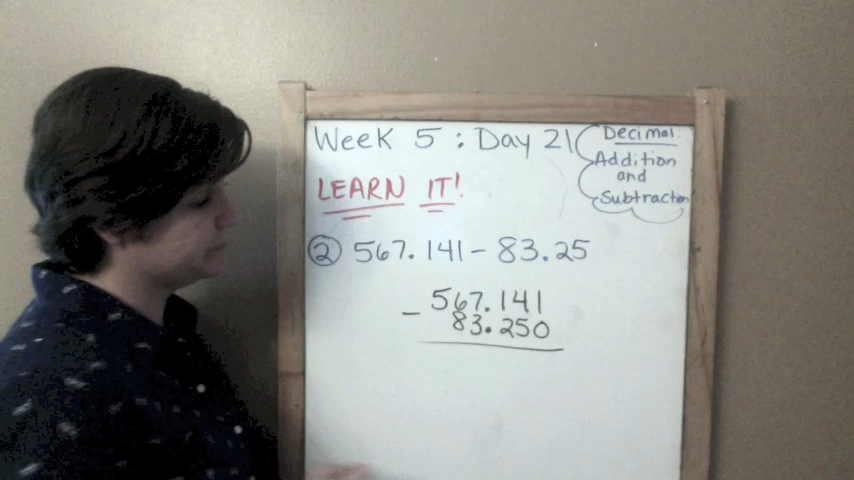 Week 5 : Day 21
Decimal
Addition
and
Subtraction
LEARN IT!
② 567.141 - 83.25
567.141
- 83.250